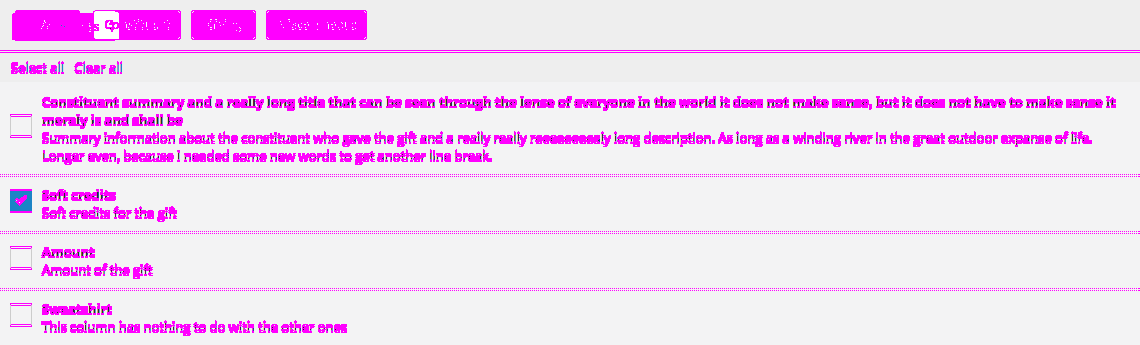 Select all Clear all
Constituent summary and a really long title that can be seen through the lense of everyone in the world it does not make sense, but it does not have to make sense it
merely is and shall be
Summary information about the constituent who gave the gift and a really really reeeeeeeeely long description. As long as a winding river in the great outdoor expanse of life.
Longer even, because I needed some new words to get another line break.
Soft credits
Soft credits for the gift
Amount
Amount of the gift
Sweatshirt
This column has nothing to do with the other ones